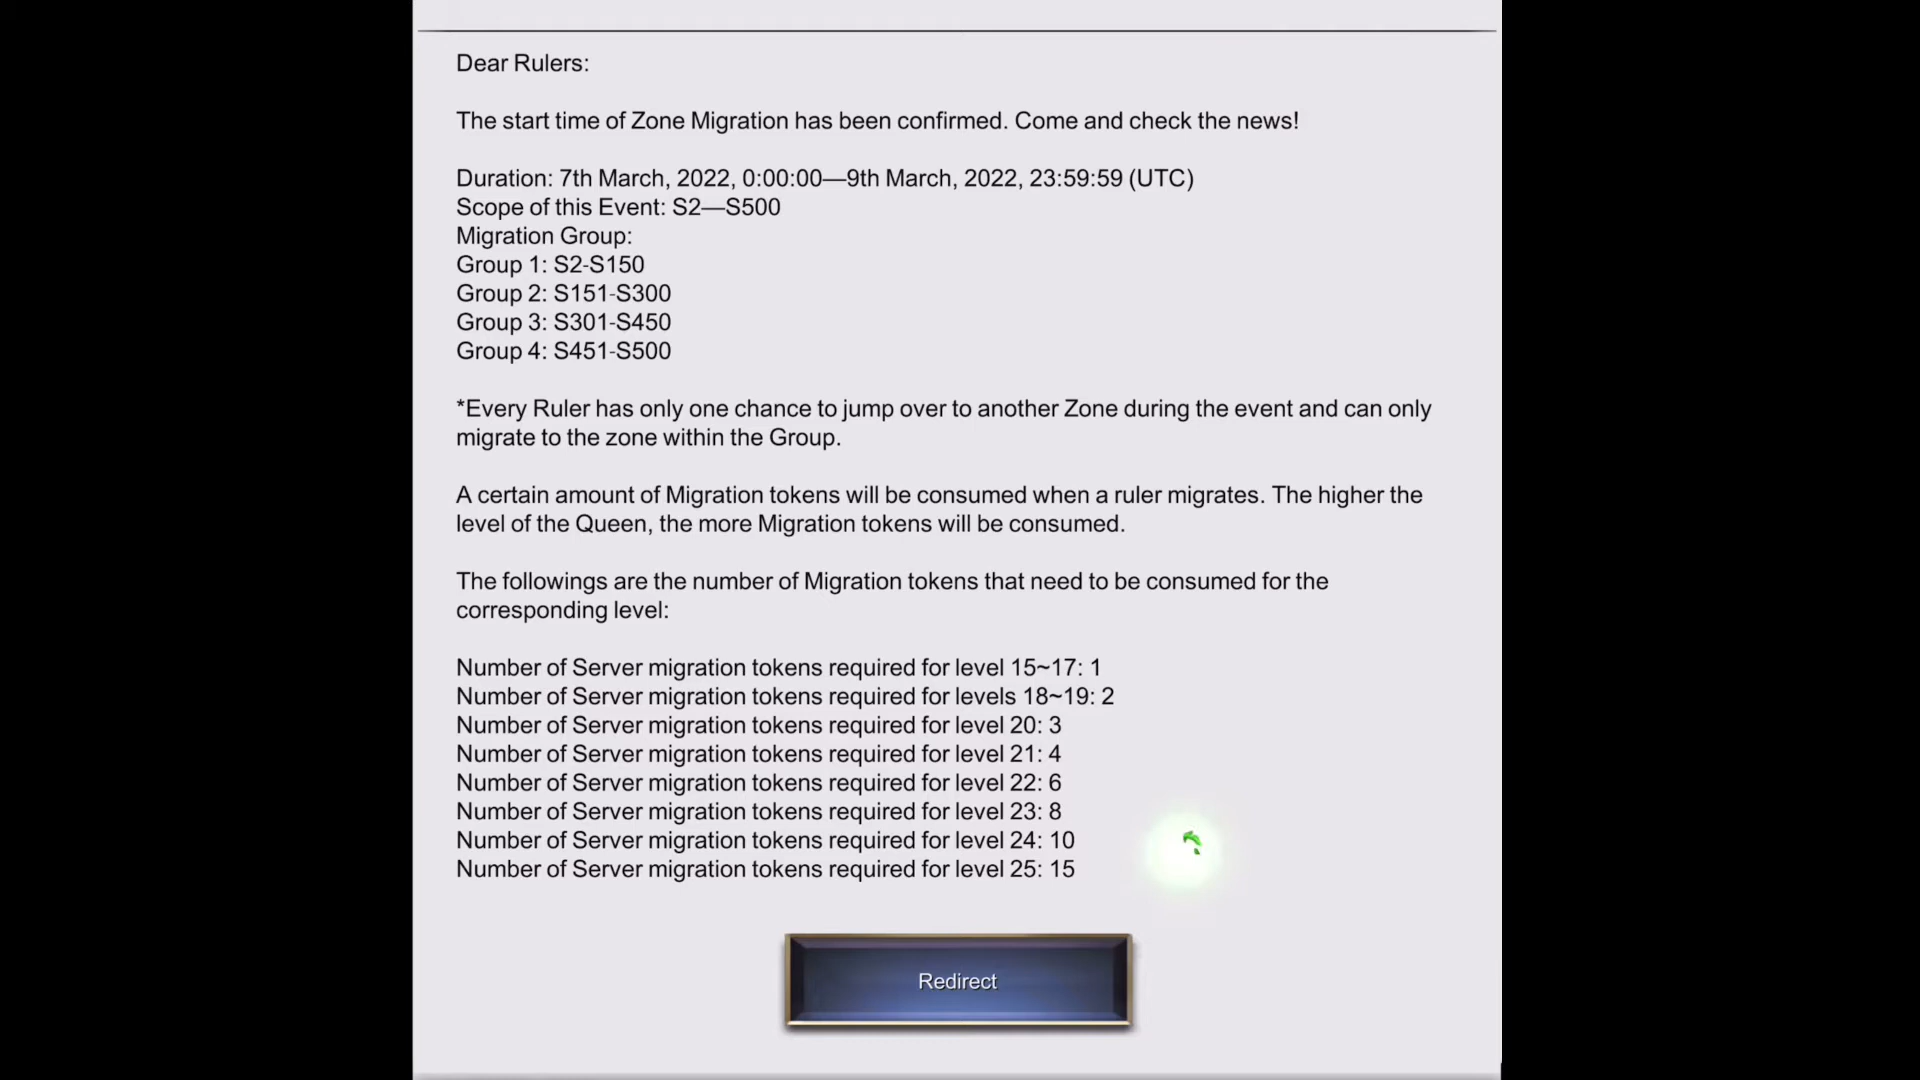 Dear Rulers:
The start time of Zone Migration has been confirmed. Come and check the news!
Duration: 7th March, 2022, 0:00:00—9th March, 2022, 23:59:59 (UTC)
Scope of this Event: S2—S500
Migration Group:
Group 1: S2-S150
Group 2: S151-S300
Group 3: S301-S450
Group 4: S451-S500
*Every Ruler has only one chance to jump over to another Zone during the event and can only
migrate to the zone within the Group.
A certain amount of Migration tokens will be consumed when a ruler migrates. The higher the
level of the Queen, the more Migration tokens will be consumed.
The followings are the number of Migration tokens that need to be consumed for the
corresponding level:
Number of Server migration tokens required for level 15~17: 1
Number of Server migration tokens required for levels 18~19: 2
Number of Server migration tokens required for level 20: 3
Number of Server migration tokens required for level 21: 4
Number of Server migration tokens required for level 22: 6
Number of Server migration tokens required for level 23: 8
Number of Server migration tokens required for level 24: 10
Number of Server migration tokens required for level 25: 15
Redirect